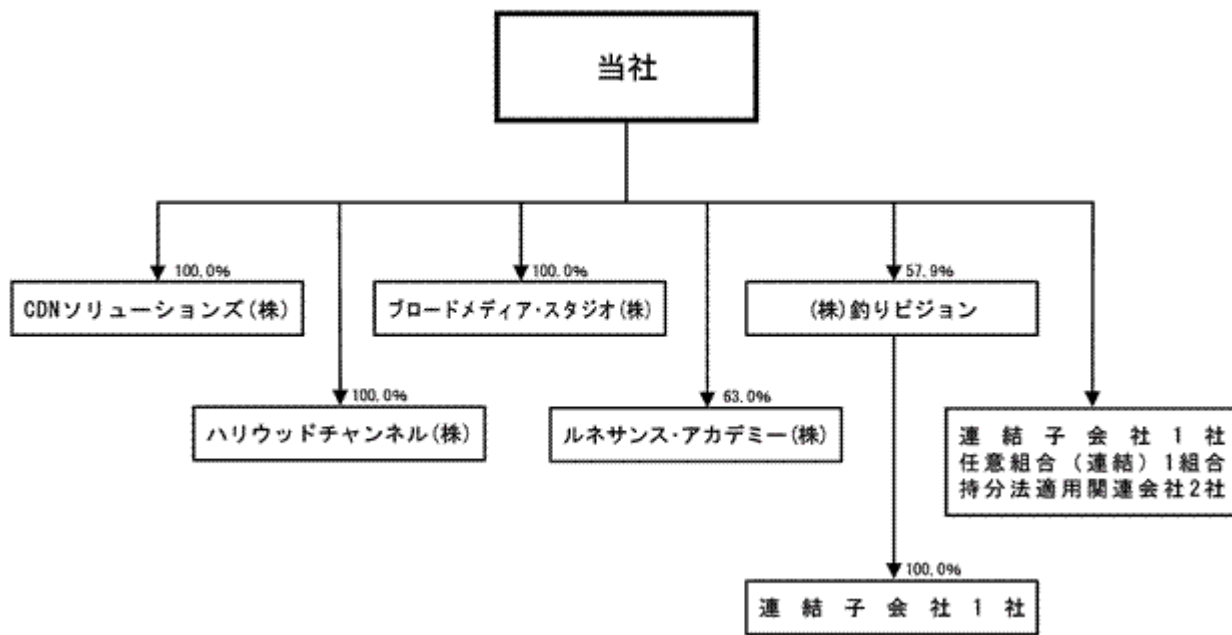 当社
100.0%
CDNソリューションズ(株)
100.0%
ブロードメディア・スタジオ(株)
57.9%
(株)釣りビジョン
100.0%
ハリウッドチャンネル(株)
63.0%
ルネサンス・アカデミー(株)
連結子会社1社
任意組合(連結)1組合
持分法適用関連会社2社
100.0%
連結子会社1社